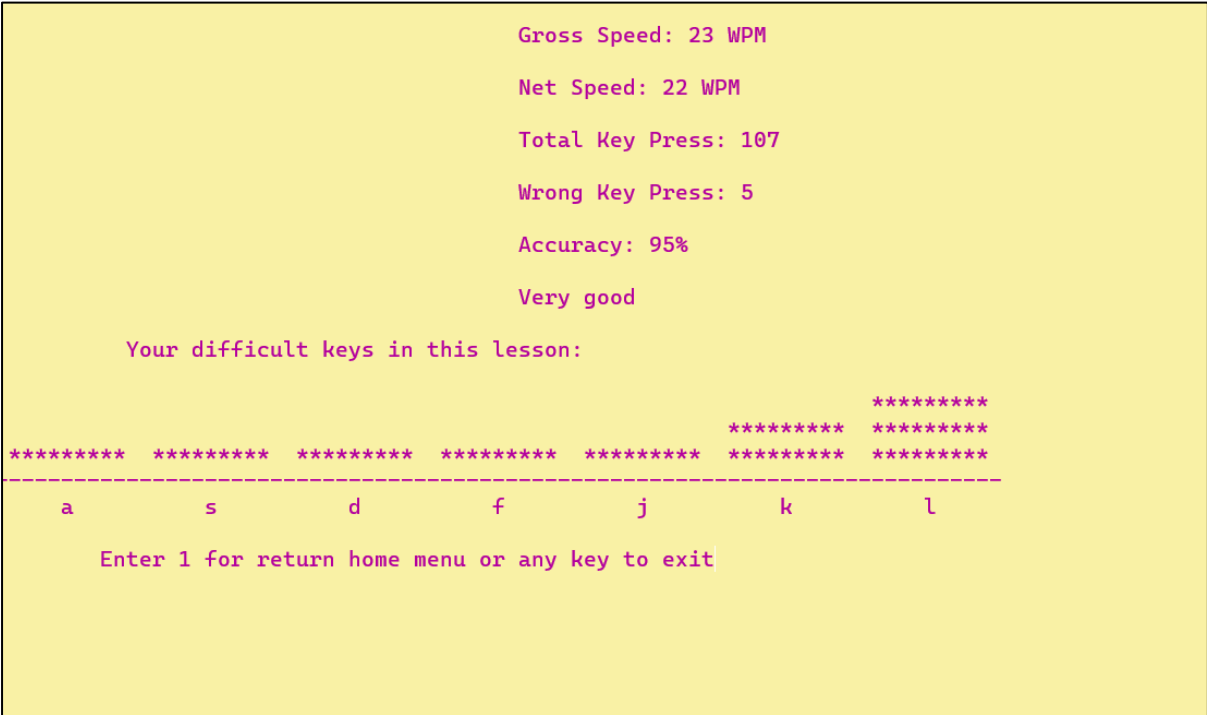 Gross Speed: 23 WPM
Net Speed: 22 WPM
Total Key Press: 107
Wrong Key Press: 5
Accuracy: 95%
Very good
Your difficult keys in this lesson:
*********
********* *********
********* ********* ********* ********* ********* ********* *********
-----------------------------------------------------------------------------
a s d f j k l
Enter 1 for return home menu or any key to exit